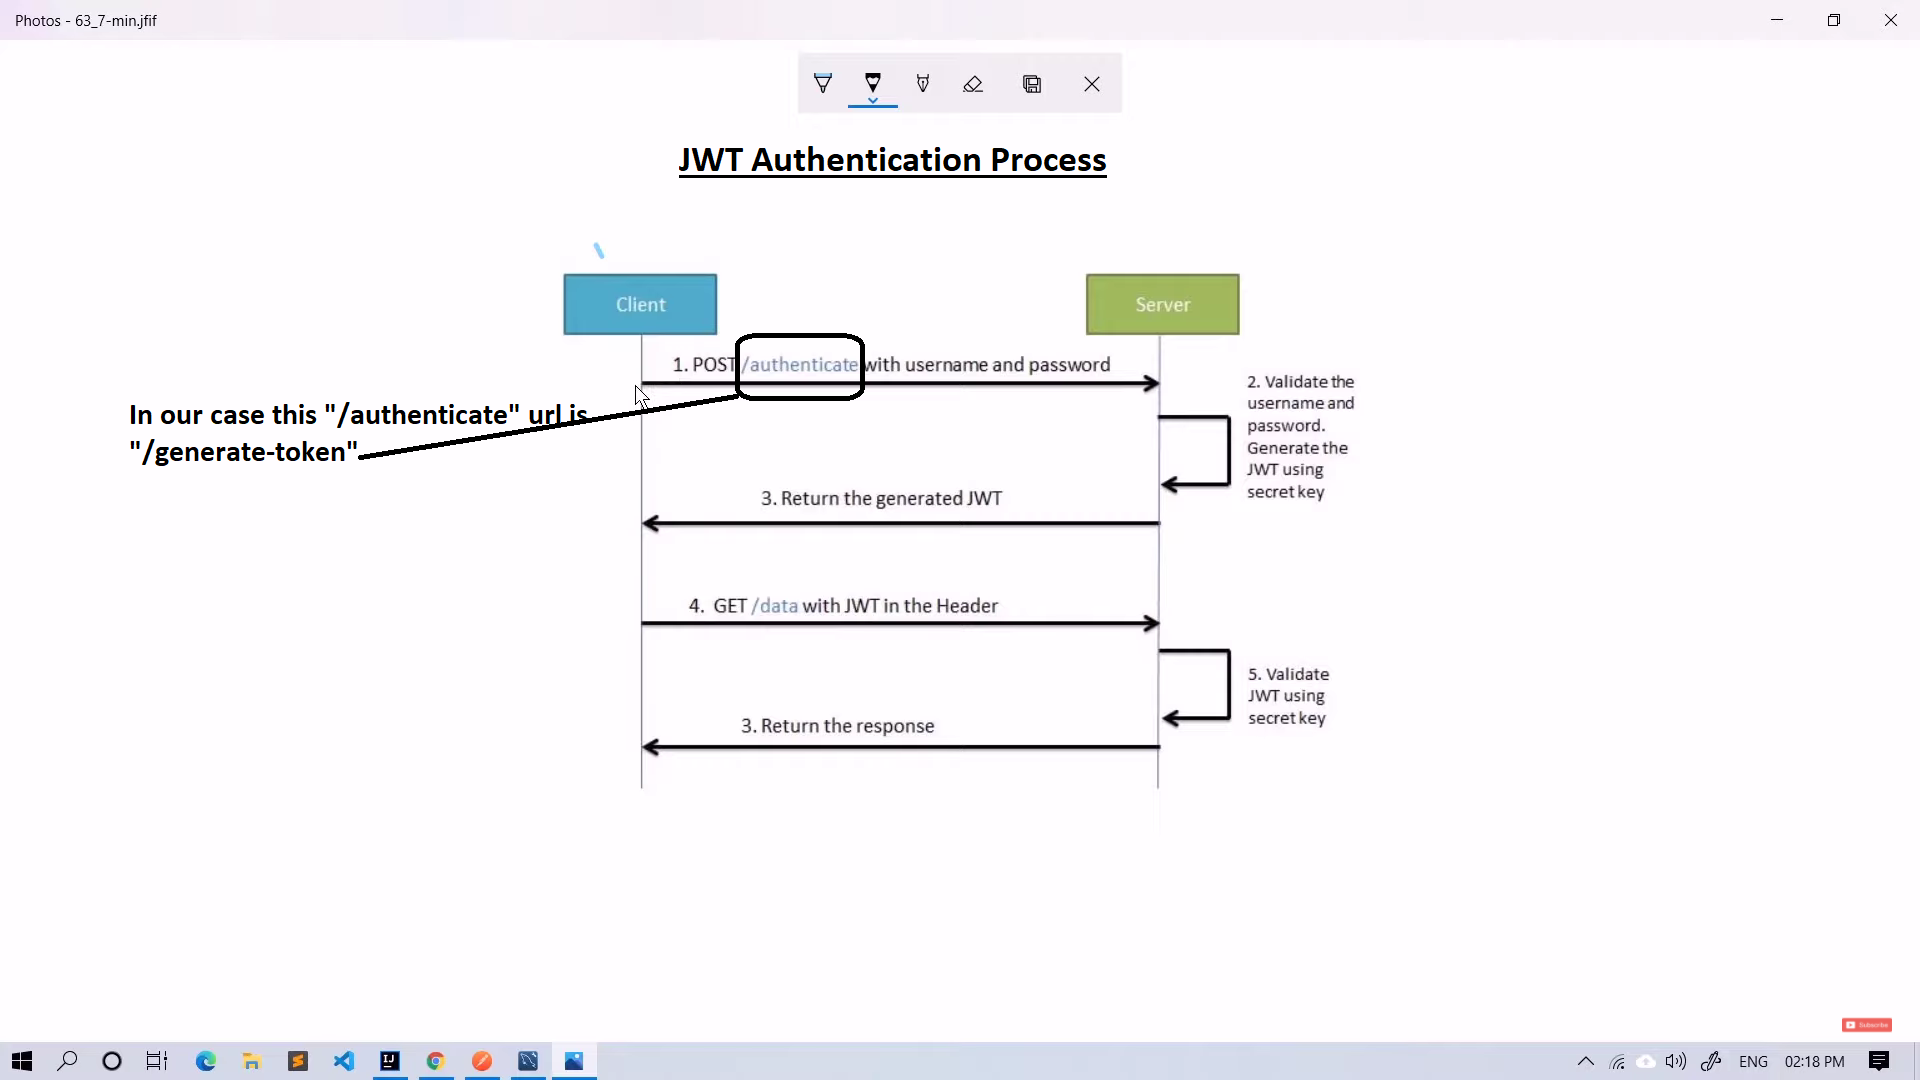 Photos - 63_7-min.jfif
JWT Authentication Process
Client
Server
1. POST /authenticate with username and password
2. Validate the
username and
password.
Generate the
JWT using
secret key
In our case this "/authenticate" url is
"/generate-token"
3. Return the generated JWT
4. GET /data with JWT in the Header
5. Validate
JWT using
secret key
3. Return the response
Subscribe
ENG
02:18 PM